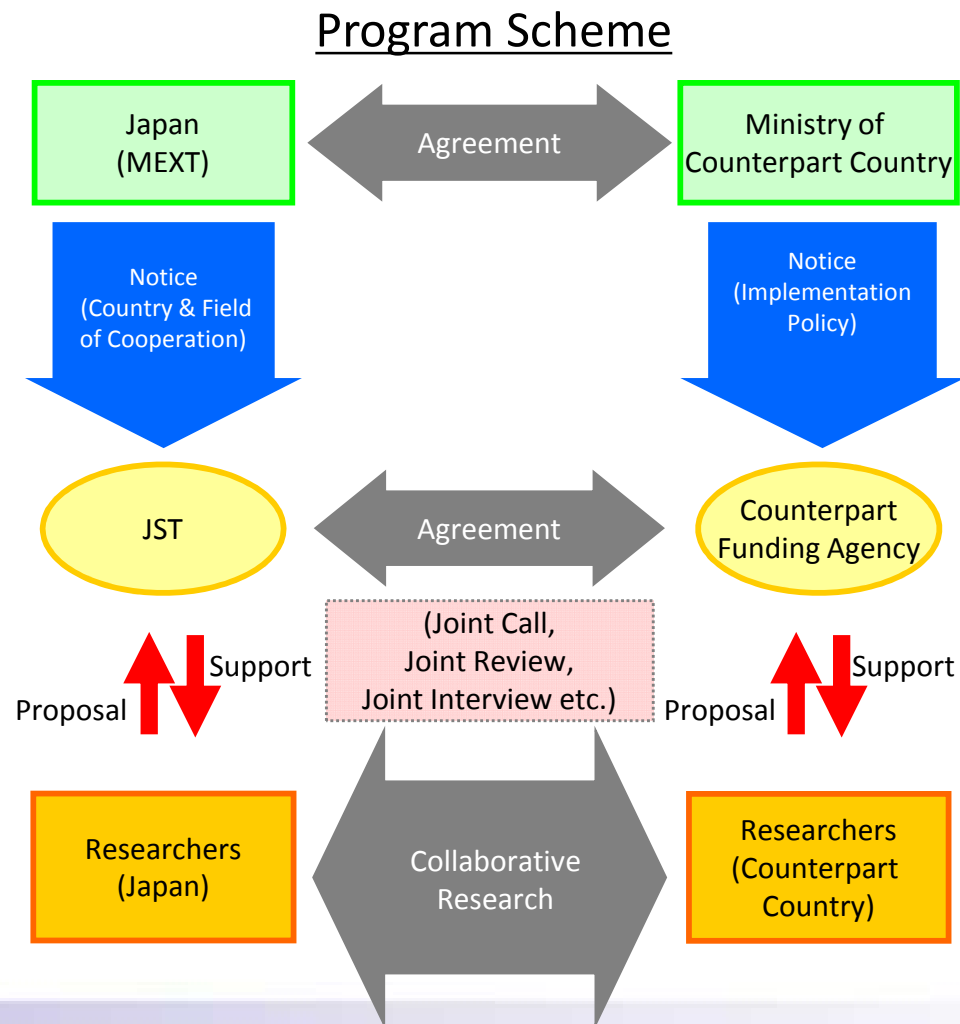 Program Scheme
Japan
(MEXT)
Agreement
Ministry of
Counterpart Country
Notice
(Country & Field
of Cooperation)
Notice
(Implementation
Policy)
JST
Agreement
Counterpart
Funding Agency
(Joint Call,
Joint Review,
Joint Interview etc.)
Proposal
Support
Proposal
Support
Researchers
(Japan)
Collaborative
Research
Researchers
(Counterpart
Country)